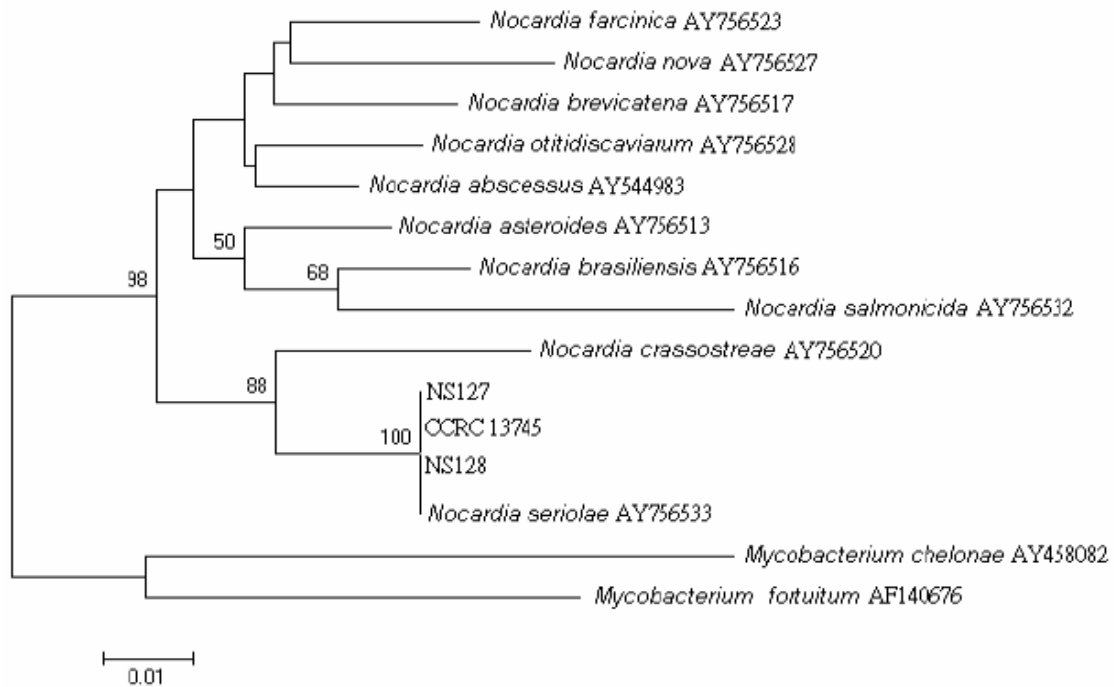 Nocardia farcinica AY756523
Nocardia nova AY756527
Nocardia brevicatena AY756517
Nocardia otitidiscaviarum AY756528
Nocardia abscessus AY544983
Nocardia asteroides AY756513
50
Nocardia brasiliensis AY756516
68
98
Nocardia salmonicida AY756532
Nocardia crassostreae AY756520
88
NS127
CCRC 13745
100
NS128
Nocardia seriolae AY756533
Mycobacterium chelonae AY458082
Mycobacterium fortuitum AF140676
0.01